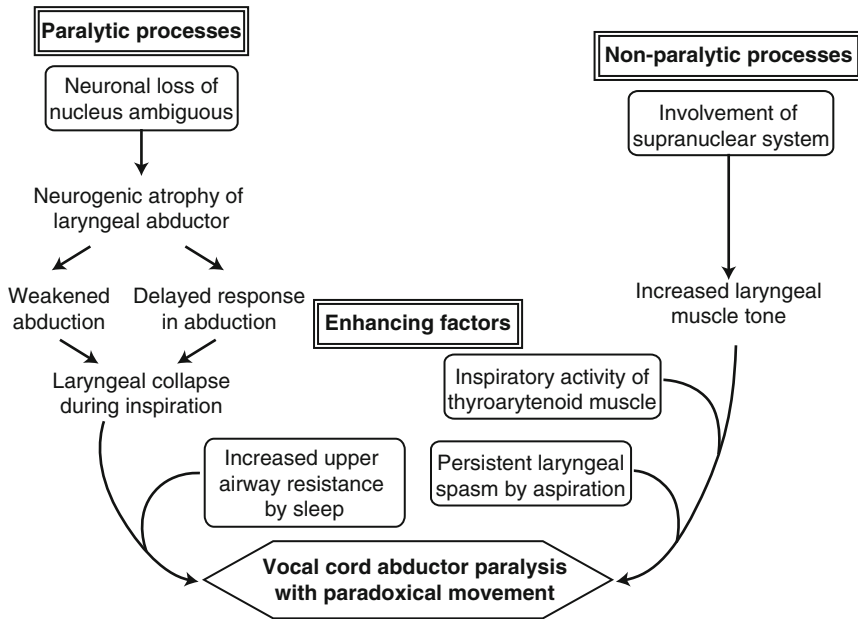 Paralytic processes
Neuronal loss of
nucleus ambiguous
Neurogenic atrophy of
laryngeal abductor
Weakened
abduction
Delayed response
in abduction
Laryngeal collapse
during inspiration
Enhancing factors
Increased upper
airway resistance
by sleep
Non-paralytic processes
Involvement of
supranuclear system
Increased laryngeal
muscle tone
Inspiratory activity of
thyroarytenoid muscle
Persistent laryngeal
spasm by aspiration
Vocal cord abductor paralysis
with paradoxical movement